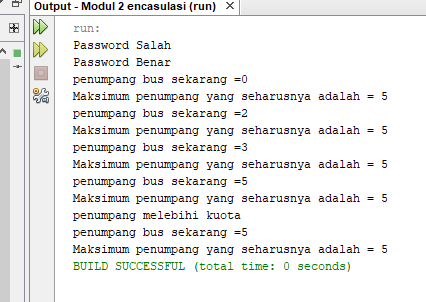 Output - Modul 2 encasulasi (run) ×
run:
Password Salah
Password Benar
penumpang bus sekarang =0
Maksimum penumpang yang seharusnya adalah = 5
penumpang bus sekarang =2
Maksimum penumpang yang seharusnya adalah = 5
penumpang bus sekarang =3
Maksimum penumpang yang seharusnya adalah = 5
penumpang bus sekarang =5
Maksimum penumpang yang seharusnya adalah = 5
penumpang melebihi kuota
penumpang bus sekarang =5
Maksimum penumpang yang seharusnya adalah = 5
BUILD SUCCESSFUL (total time: 0 seconds)